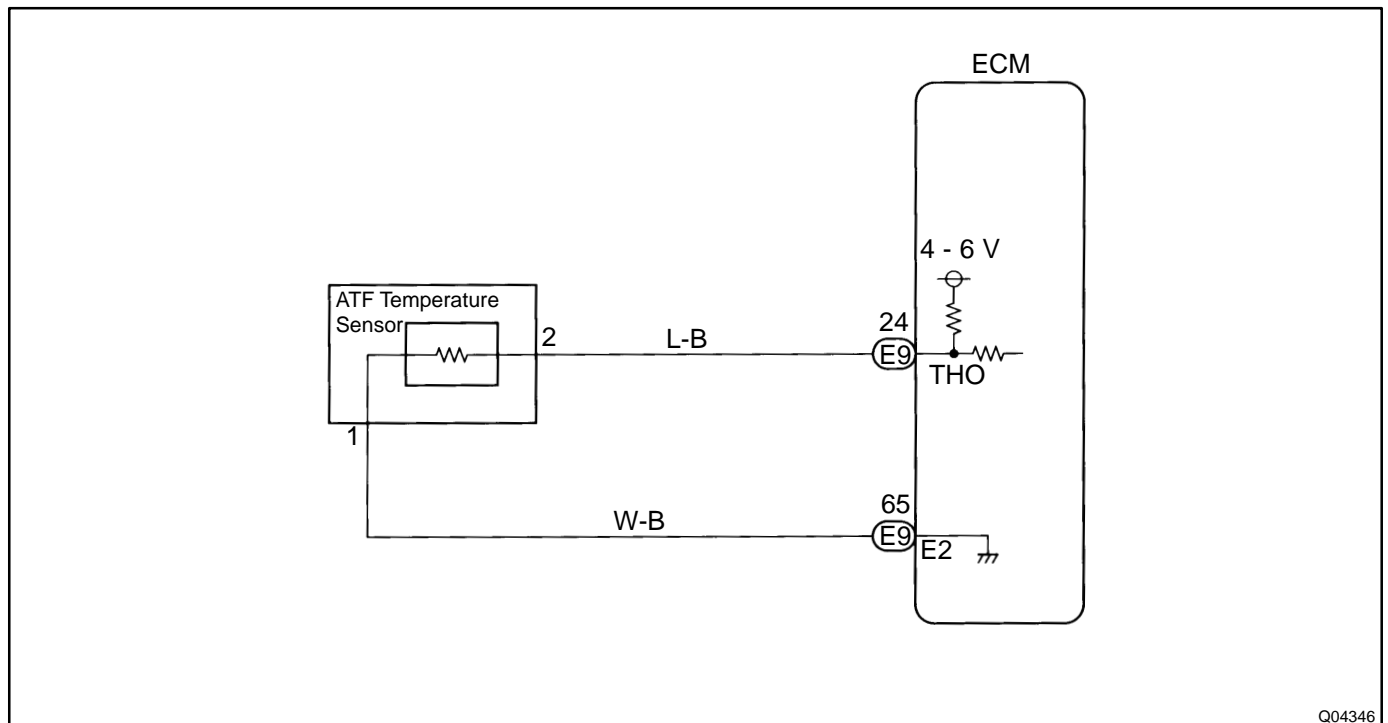 ECM
4 - 6 V
ATF Temperature
Sensor
2
L-B
24
E9
THO
1
W-B
65
E9
E2
Q04346